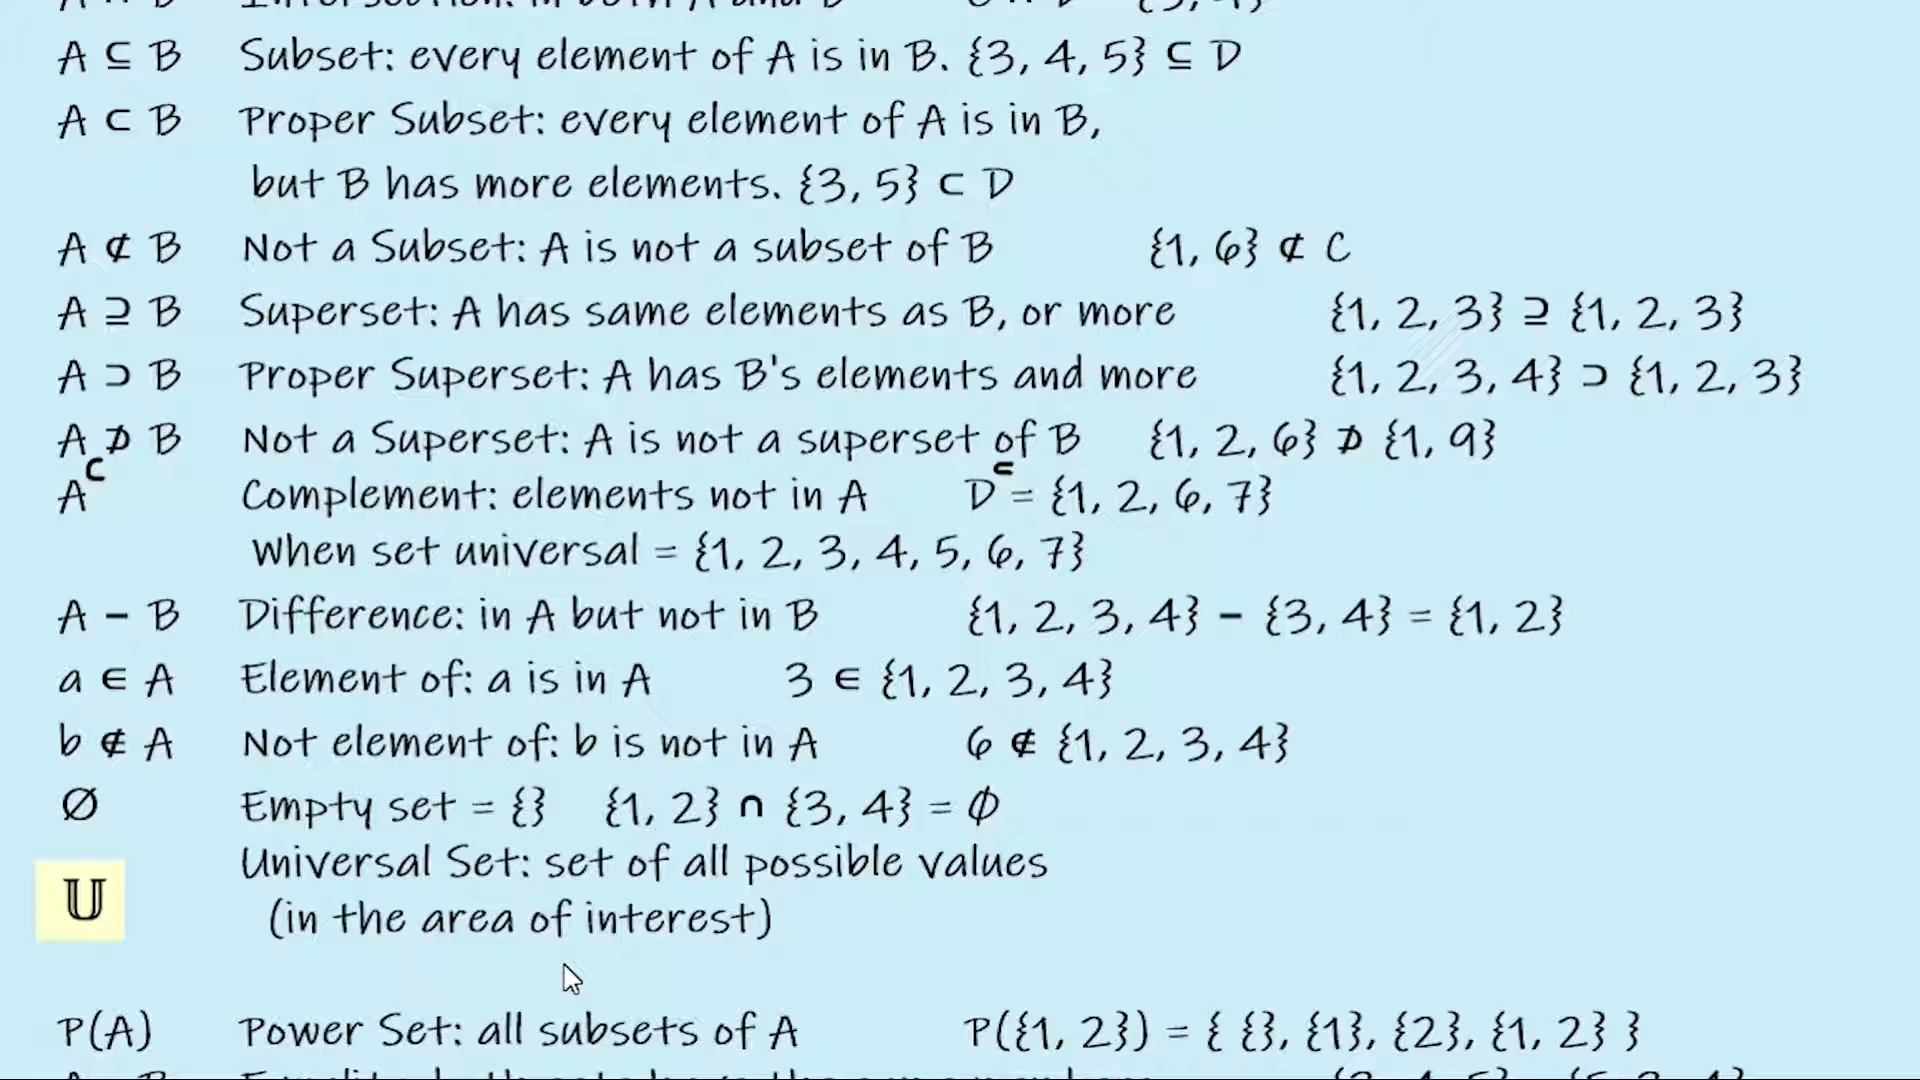 A ⊆ B Subset: every element of A is in B. {3, 4, 5} ⊆ D
A ⊂ B Proper Subset: every element of A is in B,
but B has more elements. {3, 5} ⊂ D
A ⊄ B Not a Subset: A is not a subset of B {1, 6} ⊄ C
A ⊇ B Superset: A has same elements as B, or more {1, 2, 3} ⊇ {1, 2, 3}
A ⊃ B Proper Superset: A has B's elements and more {1, 2, 3, 4} ⊃ {1, 2, 3}
A ⊅ B Not a Superset: A is not a superset of B {1, 2, 6} ⊅ {1, 9}
Aᶜ Complement: elements not in A Dᶜ = {1, 2, 6, 7}
When set universal = {1, 2, 3, 4, 5, 6, 7}
A − B Difference: in A but not in B {1, 2, 3, 4} − {3, 4} = {1, 2}
a ∈ A Element of: a is in A 3 ∈ {1, 2, 3, 4}
b ∉ A Not element of: b is not in A 6 ∉ {1, 2, 3, 4}
Ø Empty set = {} {1, 2} ∩ {3, 4} = Ø
Universal Set: set of all possible values
𝕌 (in the area of interest)
P(A) Power Set: all subsets of A P({1, 2}) = { {}, {1}, {2}, {1, 2} }